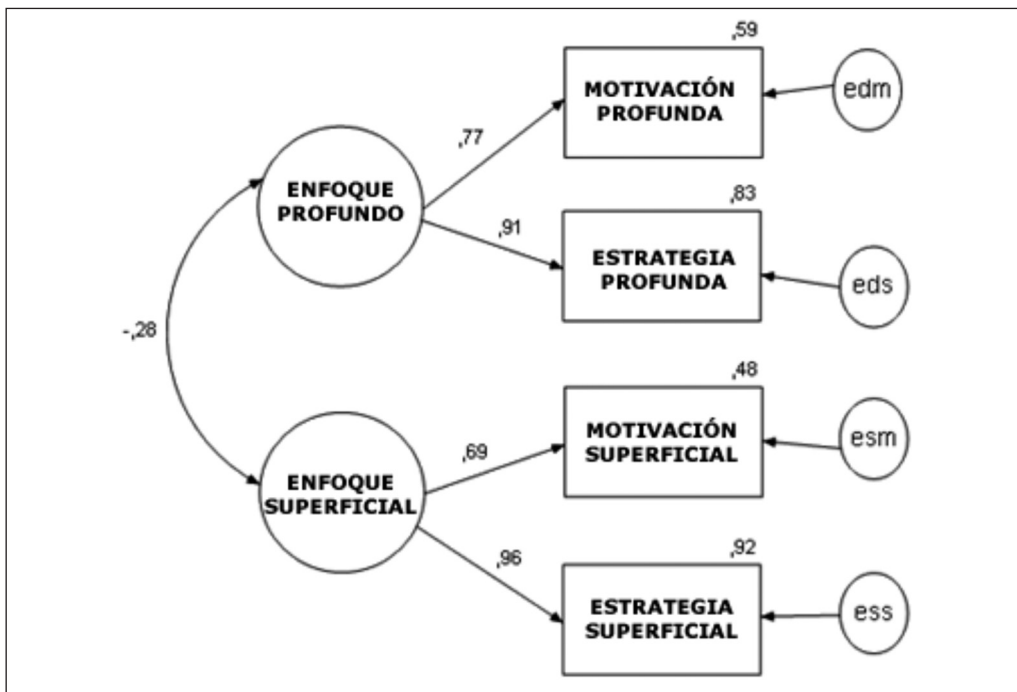 ,59
MOTIVACIÓN
PROFUNDA
edm
,77
ENFOQUE
PROFUNDO
,83
,91
ESTRATEGIA
PROFUNDA
eds
-,28
,48
MOTIVACIÓN
SUPERFICIAL
esm
,69
ENFOQUE
SUPERFICIAL
,92
,96
ESTRATEGIA
SUPERFICIAL
ess